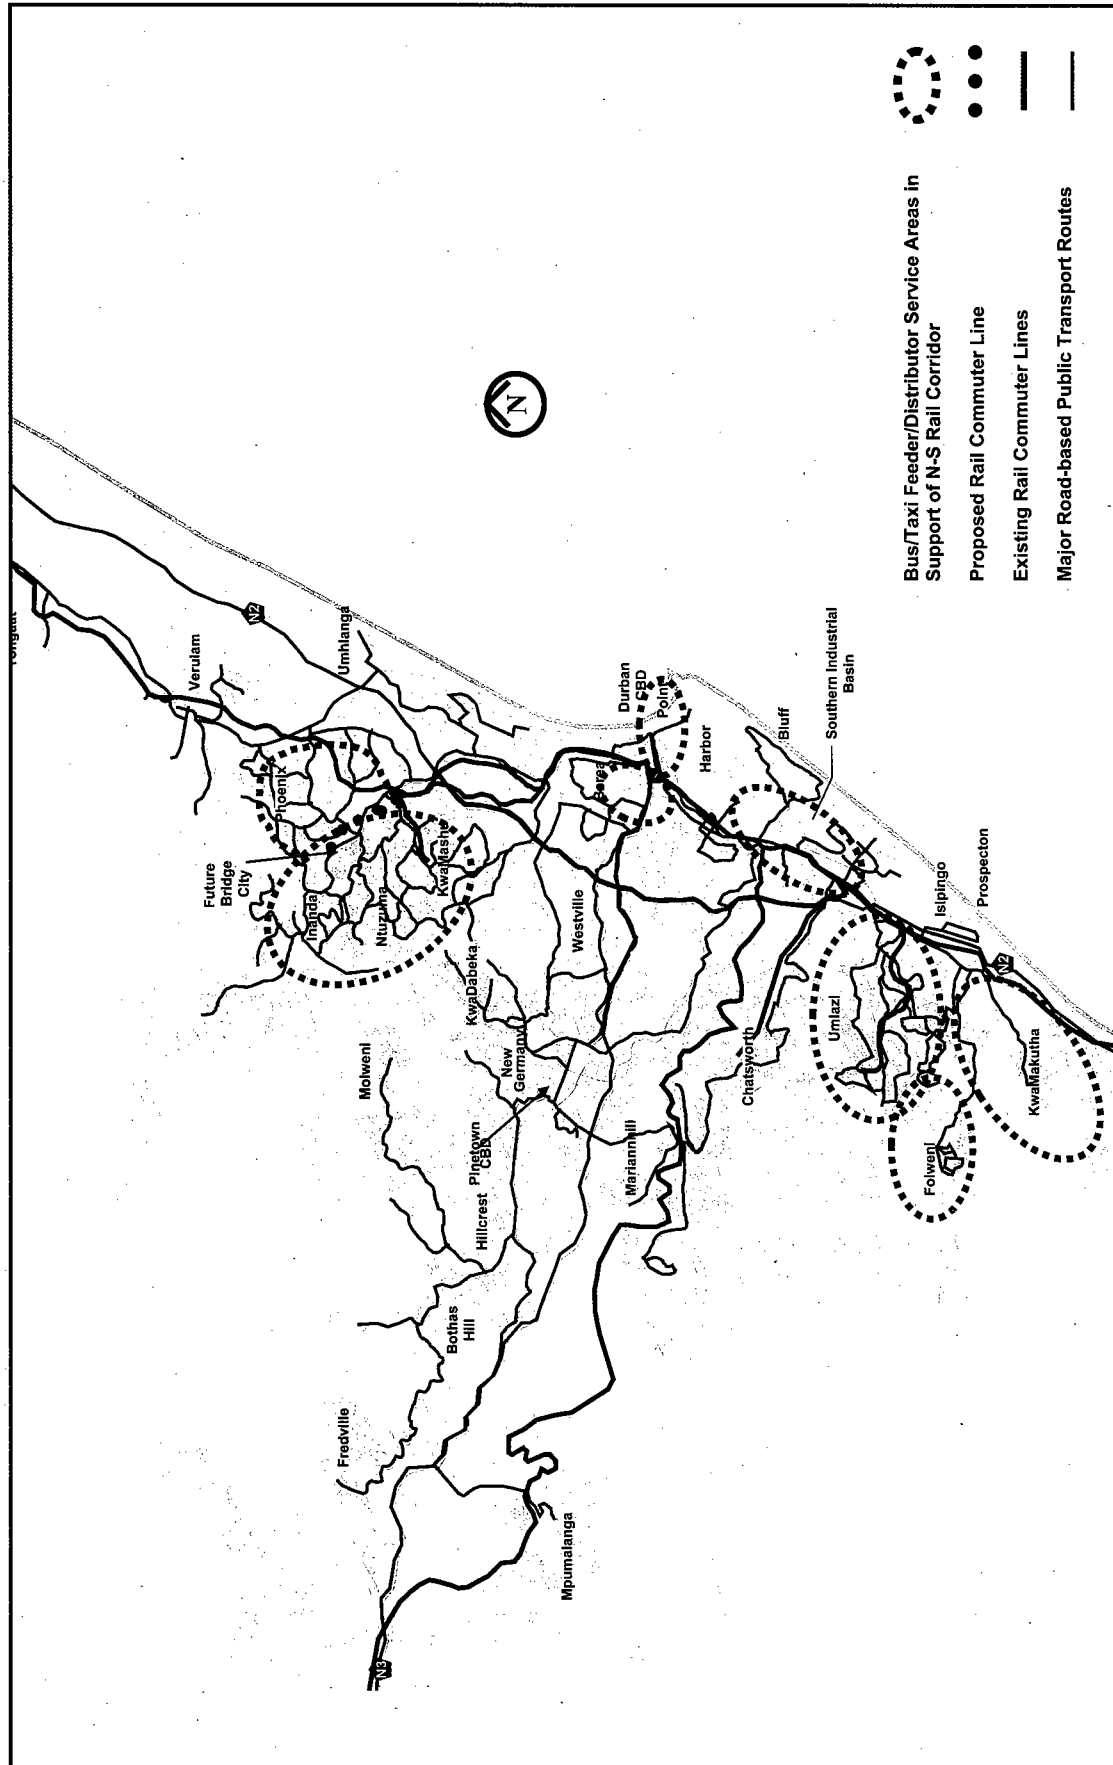 Verulam
N2
Umhlanga
Phoenix
Future
Bridge
City
Inanda
Ntuzuma
KwaMashu
KwaDabeka
Westville
Berea
Durban
CBD
Point
Harbor
Bluff
Southern Industrial
Basin
Isipingo
Prospecton
N2
Umlazi
KwaMakutha
Folweni
Chatsworth
Molweni
New
Germany
Pinetown
CBD
Mariannhill
Hillcrest
Bothas
Hill
Fredville
Mpumalanga
N3
N
Bus/Taxi Feeder/Distributor Service Areas in
Support of N-S Rail Corridor
Proposed Rail Commuter Line
Existing Rail Commuter Lines
Major Road-based Public Transport Routes